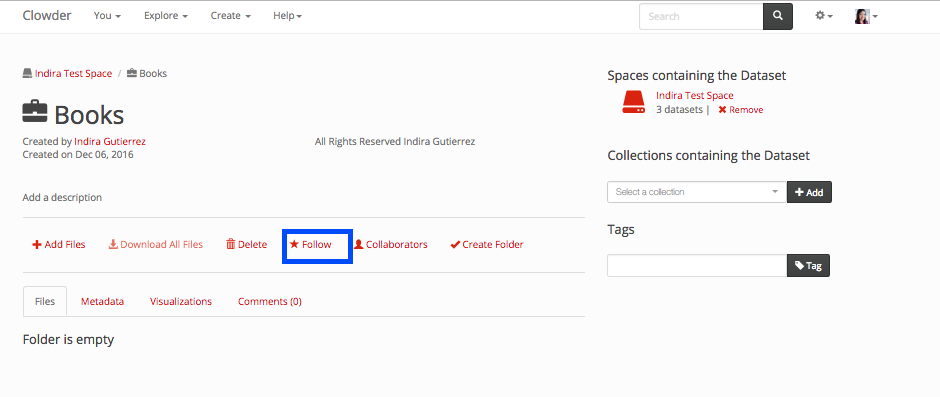 Clowder You Explore Create Help Search
Indira Test Space / Books
Books
Created by Indira Gutierrez
Created on Dec 06, 2016
All Rights Reserved Indira Gutierrez
Add a description
Add Files Download All Files Delete Follow Collaborators Create Folder
Files Metadata Visualizations Comments (0)
Folder is empty
Spaces containing the Dataset
Indira Test Space
3 datasets | Remove
Collections containing the Dataset
Select a collection Add
Tags
Tag